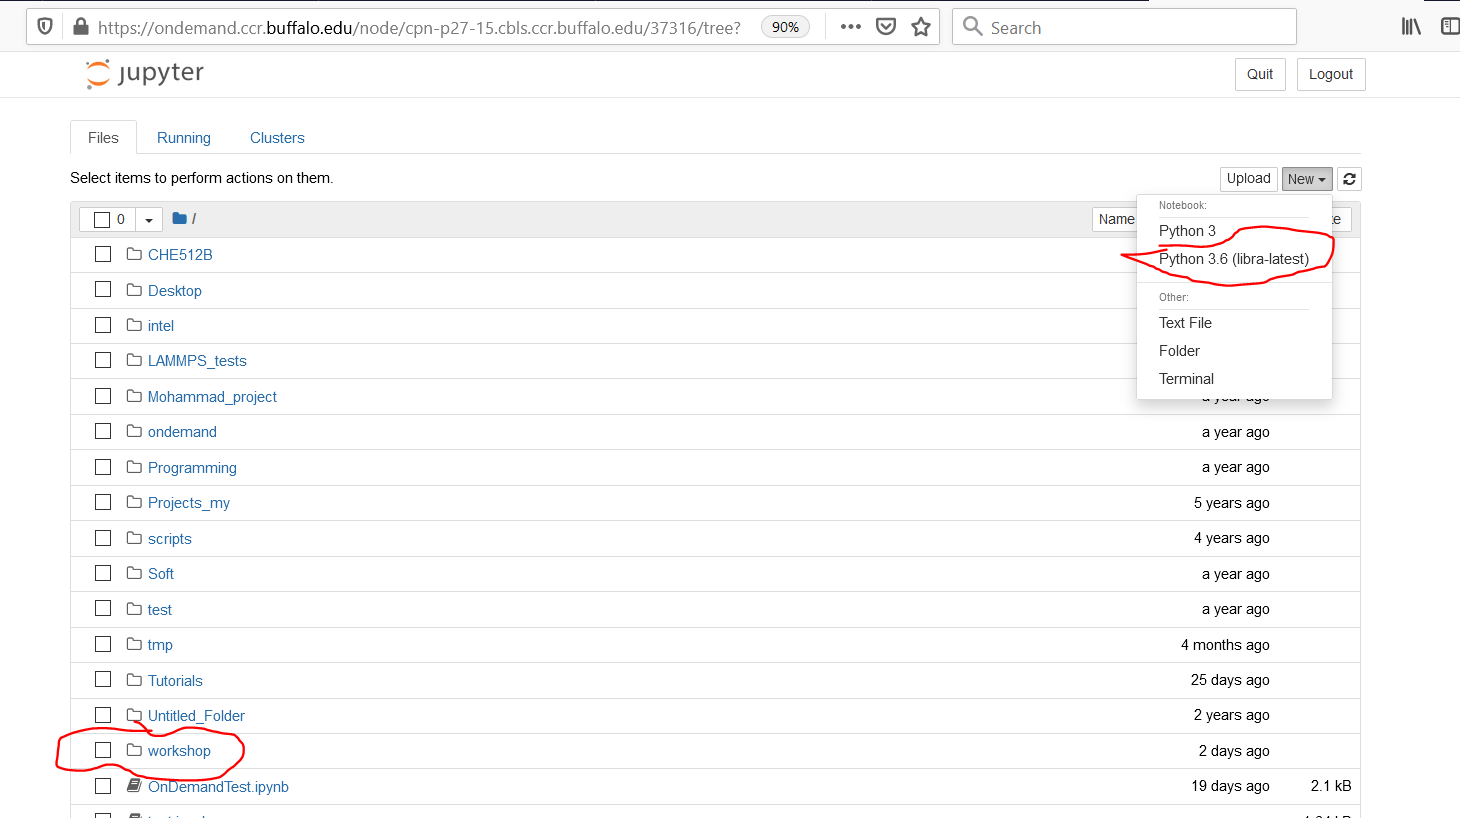 https://ondemand.ccr.buffalo.edu/node/cpn-p27-15.cbls.ccr.buffalo.edu/37316/tree? 90% Search
jupyter Quit Logout
Files Running Clusters
Select items to perform actions on them. Upload New
0 / Name
Notebook:
Python 3
Python 3.6 (libra-latest)
Other:
Text File
Folder
Terminal
CHE512B
Desktop
intel
LAMMPS_tests
Mohammad_project a year ago
ondemand a year ago
Programming a year ago
Projects_my 5 years ago
scripts 4 years ago
Soft a year ago
test a year ago
tmp 4 months ago
Tutorials 25 days ago
Untitled_Folder 2 years ago
workshop 2 days ago
OnDemandTest.ipynb 19 days ago 2.1 kB